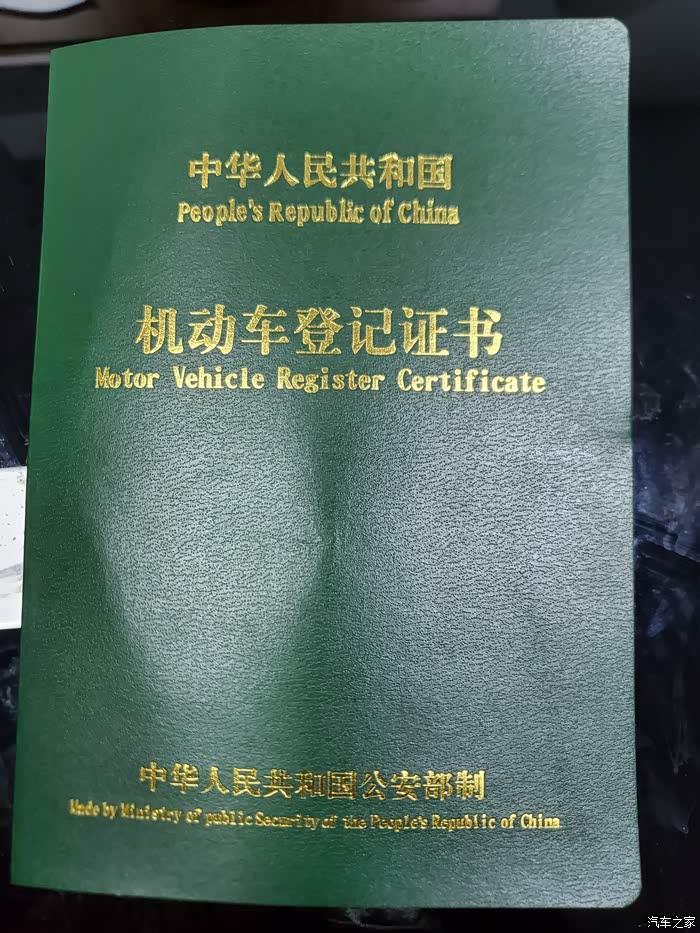 中华人民共和国
People's Republic of China
机动车登记证书
Motor Vehicle Register Certificate
中华人民共和国公安部制
Made by Ministry of public Security of the People's Republic of China
汽车之家